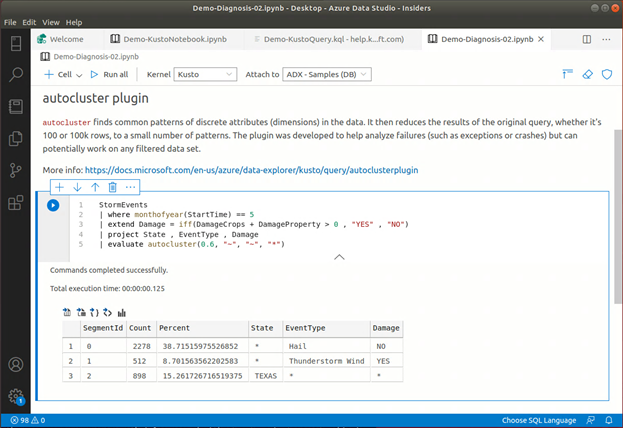 Demo-Diagnosis-02.ipynb - Desktop - Azure Data Studio - Insiders
File Edit View Help
Welcome Demo-KustoNotebook.ipynb Demo-KustoQuery.kql - help.k...ft.com) Demo-Diagnosis-02.ipynb
Demo-Diagnosis-02.ipynb
Cell Run all Kernel Kusto Attach to ADX - Samples (DB)
autocluster plugin
autocluster finds common patterns of discrete attributes (dimensions) in the data. It then reduces the results of the original query, whether it's
100 or 100k rows, to a small number of patterns. The plugin was developed to help analyze failures (such as exceptions or crashes) but can
potentially work on any filtered data set.
More info: https://docs.microsoft.com/en-us/azure/data-explorer/kusto/query/autoclusterplugin
1 StormEvents
2 | where monthofyear(StartTime) == 5
3 | extend Damage = iff(DamageCrops + DamageProperty > 0 , "YES" , "NO")
4 | project State , EventType , Damage
5 | evaluate autocluster(0.6, "~", "~", "*")
Commands completed successfully.
Total execution time: 00:00:00.125
SegmentId Count Percent State EventType Damage
1 0 2278 38.71515975526852 * Hail NO
2 1 512 8.701563562202583 * Thunderstorm Wind YES
3 2 898 15.261726716519375 TEXAS * *
1
98 0 Choose SQL Language